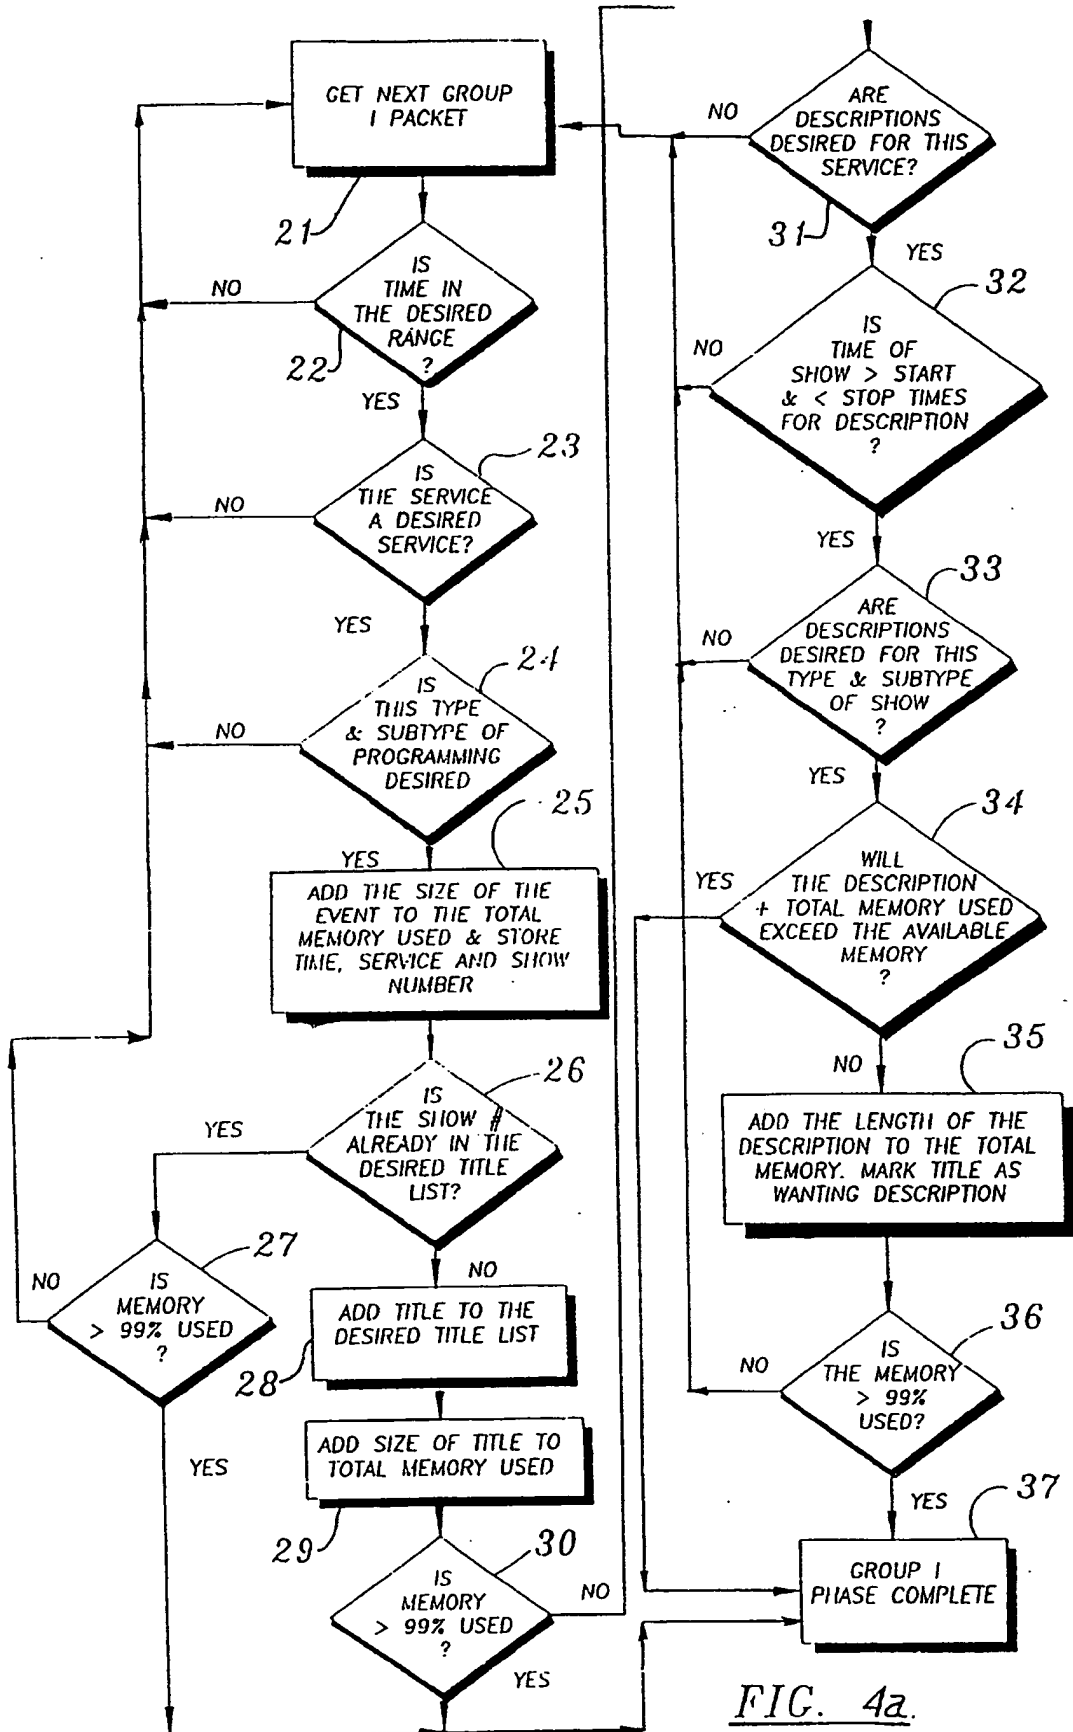 GET NEXT GROUP
1 PACKET
21
IS
TIME IN
THE DESIRED
RANGE
?
22
NO
YES
23
IS
THE SERVICE
A DESIRED
SERVICE?
NO
YES
24
IS
THIS TYPE
& SUBTYPE OF
PROGRAMMING
DESIRED
NO
YES
25
ADD THE SIZE OF THE
EVENT TO THE TOTAL
MEMORY USED & STORE
TIME, SERVICE AND SHOW
NUMBER
26
IS
THE SHOW #
ALREADY IN THE
DESIRED TITLE
LIST?
YES
NO
27
IS
MEMORY
> 99% USED
?
NO
YES
ADD TITLE TO THE
DESIRED TITLE LIST
28
ADD SIZE OF TITLE TO
TOTAL MEMORY USED
29
30
IS
MEMORY
> 99% USED
?
NO
YES
ARE
DESCRIPTIONS
DESIRED FOR THIS
SERVICE?
NO
31
YES
32
IS
TIME OF
SHOW > START
& < STOP TIMES
FOR DESCRIPTION
?
NO
YES
33
ARE
DESCRIPTIONS
DESIRED FOR THIS
TYPE & SUBTYPE
OF SHOW
?
NO
YES
34
WILL
THE DESCRIPTION
+ TOTAL MEMORY USED
EXCEED THE AVAILABLE
MEMORY
?
YES
NO
35
ADD THE LENGTH OF THE
DESCRIPTION TO THE TOTAL
MEMORY. MARK TITLE AS
WANTING DESCRIPTION
36
IS
THE MEMORY
> 99%
USED?
NO
YES
37
GROUP 1
PHASE COMPLETE
FIG. 4a.